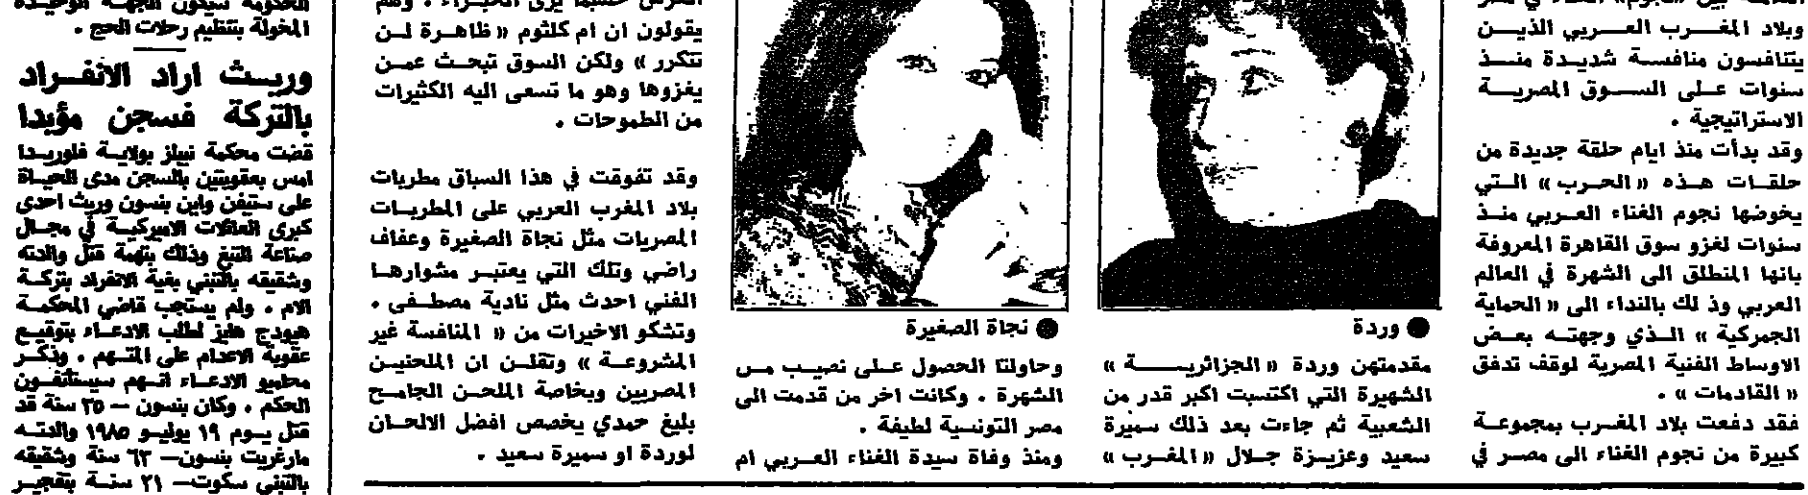 وبلاد المغرب العربي الذين
يتنافسون منافسة شديدة منذ
سنوات على السوق المصرية
الاستراتيجية .
وقد بدأت منذ ايام حلقة جديدة من
حلقات هذه « الحرب » التي
يخوضها نجوم الغناء العربي منذ
سنوات لغزو سوق القاهرة المعروفة
بانها المنطلق الى الشهرة في العالم
العربي وذ لك بالنداء الى « الحماية
الجمركية » الذي وجهته بعض
الاوساط الفنية المصرية لوقف تدفق
« القادمات » .
فقد دفعت بلاد المغرب بمجموعة
كبيرة من نجوم الغناء الى مصر في
● وردة
مقدمتهن وردة « الجزائرية »
الشهيرة التي اكتسبت اكبر قدر من
الشعبية ثم جاءت بعد ذلك سميرة
سعيد وعزيزة جلال « المغرب »
● نجاة الصغيرة
وحاولتا الحصول على نصيب من
الشهرة . وكانت اخر من قدمت الى
مصر التونسية لطيفة .
ومنذ وفاة سيدة الغناء العربي ام
يقولون ان ام كلثوم « ظاهرة لن
تتكرر » ولكن السوق تبحث عمن
يغزوها وهو ما تسعى اليه الكثيرات
من الطموحات .
وقد تفوقت في هذا السباق مطربات
بلاد المغرب العربي على المطربات
المصريات مثل نجاة الصغيرة وعفاف
راضي وتلك التي يعتبر مشوارها
الفني احدث مثل نادية مصطفى .
وتشكو الاخيرات من « المنافسة غير
المشروعة » وتقلن ان الملحنين
المصريين وبخاصة الملحن الجامح
بليغ حمدي يخصص افضل الالحان
لوردة او سميرة سعيد .
الحكومة ستكون الجهة الوحيدة
المخولة بتنظيم رحلات الحج .
وريث اراد الانفراد
بالتركة فسجن مؤبدا
قضت محكمة نيبلز بولاية فلوريدا
امس بعقوبتين بالسجن مدى الحياة
على ستيفن واين بنسون وريث احدى
كبرى العائلات الاميركية في مجال
صناعة التبغ وذلك بتهمة قتل والدته
وشقيقه بالتبني بغية الانفراد بتركة
الام . ولم يستجب قاضي المحكمة
هيودج هايز لطلب الادعاء بتوقيع
عقوبة الاعدام على المتهم . وذكر
محاميو الادعاء انهم سيستأنفون
الحكم . وكان بنسون – ٣٥ سنة قد
قتل يوم ١٩ يوليو ١٩٨٥ والدته
مارغريت بنسون– ٦٣ سنة وشقيقه
بالتبني سكوت– ٢١ سنة بتفجير